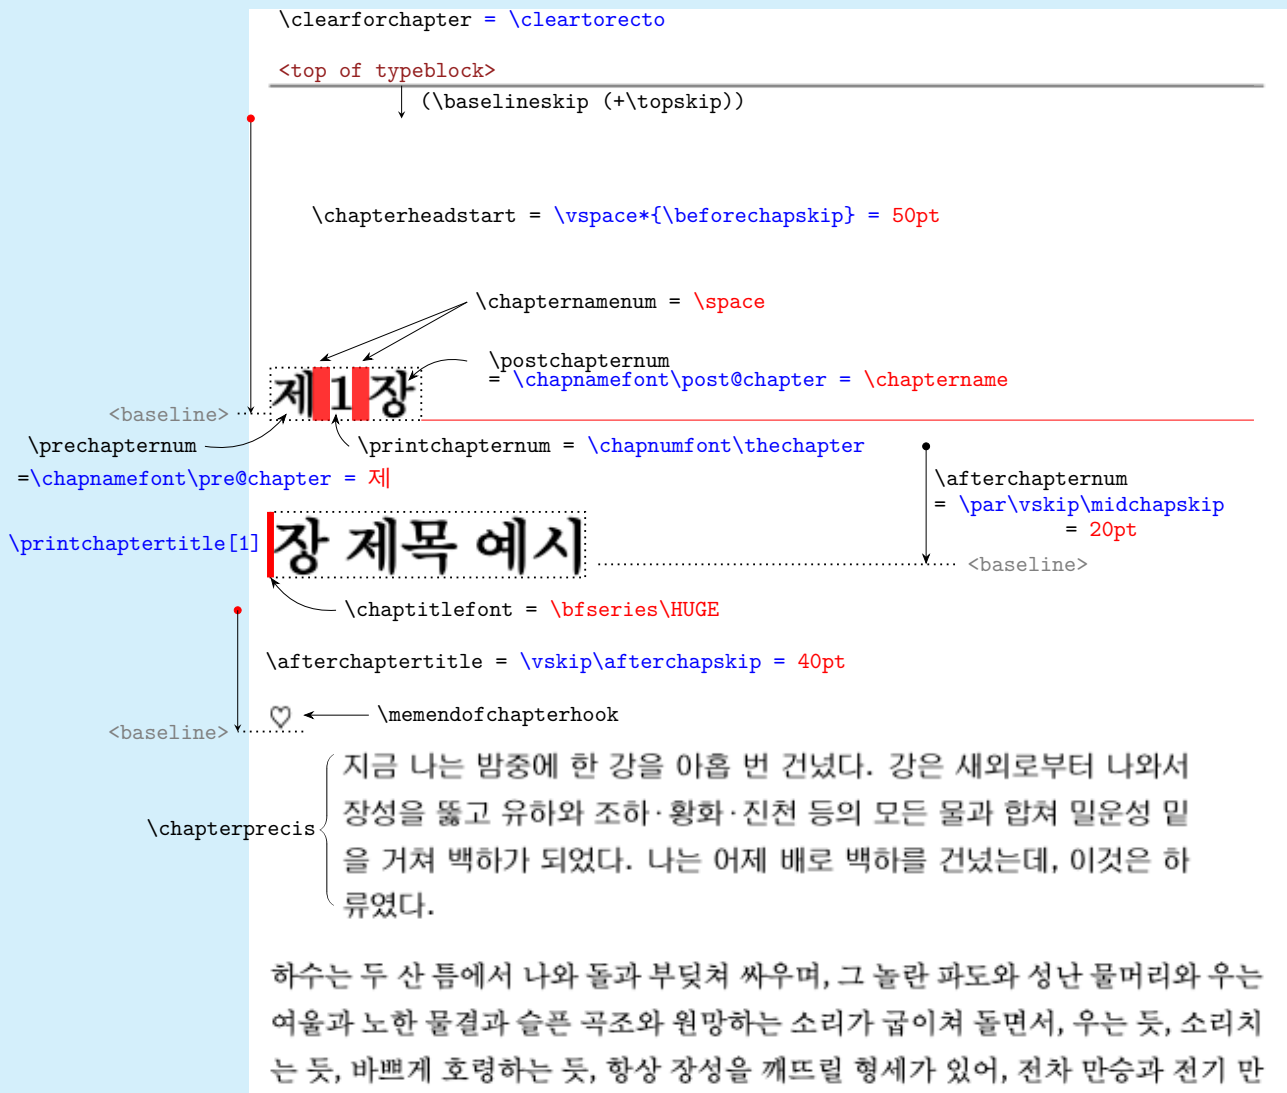 \clearforchapter = \cleartorecto
<top of typeblock>
(\baselineskip (+\topskip))
\chapterheadstart = \vspace*{\beforechapskip} = 50pt
\chapternamenum = \space
\postchapternum
= \chapnamefont\post@chapter = \chaptername
제 1 장
<baseline>
\prechapternum
\printchapternum = \chapnumfont\thechapter
=\chapnamefont\pre@chapter = 제
\afterchapternum
= \par\vskip\midchapskip
= 20pt
\printchaptertitle[1]
장 제목 예시
<baseline>
\chaptitlefont = \bfseries\HUGE
\afterchaptertitle = \vskip\afterchapskip = 40pt
♡
\memendofchapterhook
<baseline>
지금 나는 밤중에 한 강을 아홉 번 건넜다. 강은 새외로부터 나와서
장성을 뚫고 유하와 조하·황화·진천 등의 모든 물과 합쳐 밀운성 밑
\chapterprecis
을 거쳐 백하가 되었다. 나는 어제 배로 백하를 건넜는데, 이것은 하
류였다.
하수는 두 산 틈에서 나와 돌과 부딪쳐 싸우며, 그 놀란 파도와 성난 물머리와 우는
여울과 노한 물결과 슬픈 곡조와 원망하는 소리가 굽이쳐 돌면서, 우는 듯, 소리치
는 듯, 바쁘게 호령하는 듯, 항상 장성을 깨뜨릴 형세가 있어, 전차 만승과 전기 만